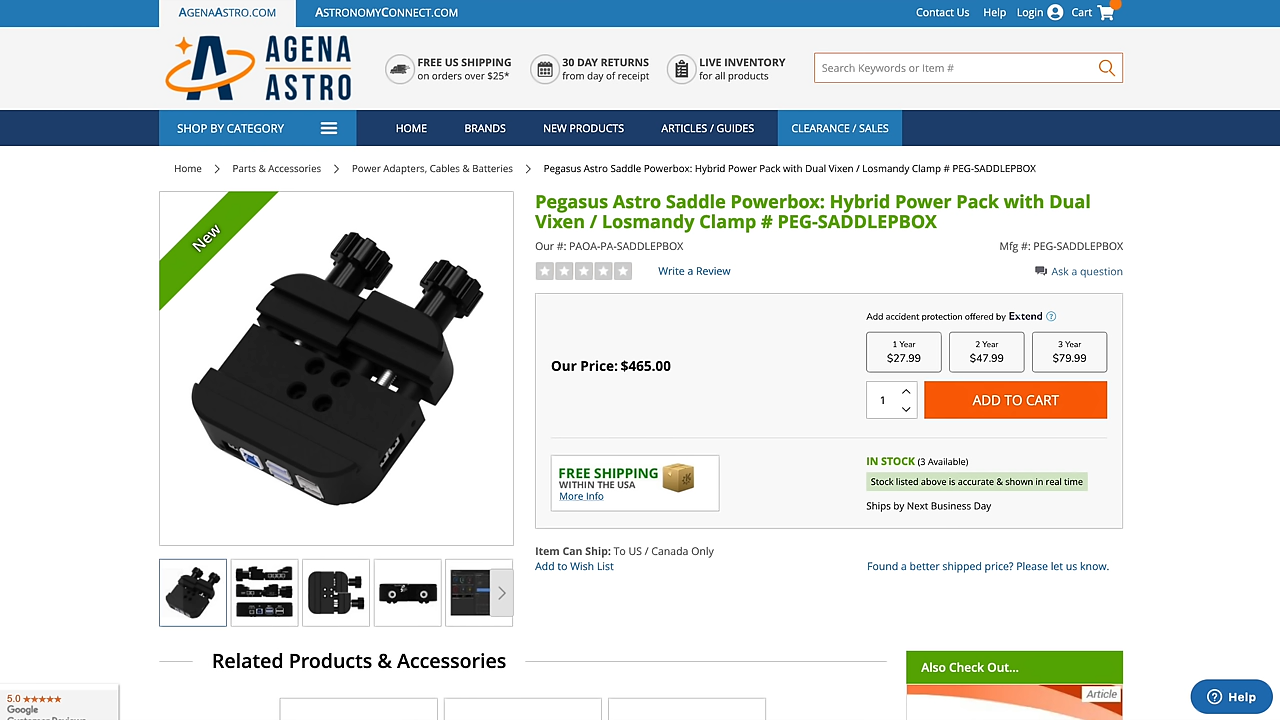 AGENAASTRO.COM
ASTRONOMYCONNECT.COM
Contact Us
Help
Login
Cart
AGENA
ASTRO
FREE US SHIPPING
on orders over $25*
30 DAY RETURNS
from day of receipt
LIVE INVENTORY
for all products
Search Keywords or Item #
SHOP BY CATEGORY
HOME
BRANDS
NEW PRODUCTS
ARTICLES / GUIDES
CLEARANCE / SALES
Home
Parts & Accessories
Power Adapters, Cables & Batteries
Pegasus Astro Saddle Powerbox: Hybrid Power Pack with Dual Vixen / Losmandy Clamp # PEG-SADDLEPBOX
New
Pegasus Astro Saddle Powerbox: Hybrid Power Pack with Dual
Vixen / Losmandy Clamp # PEG-SADDLEPBOX
Our #: PAOA-PA-SADDLEPBOX
Mfg #: PEG-SADDLEPBOX
Write a Review
Ask a question
Add accident protection offered by Extend ?
1 Year
$27.99
2 Year
$47.99
3 Year
$79.99
Our Price: $465.00
1
ADD TO CART
FREE SHIPPING
WITHIN THE USA
More Info
IN STOCK (3 Available)
Stock listed above is accurate & shown in real time
Ships by Next Business Day
Item Can Ship: To US / Canada Only
Add to Wish List
Found a better shipped price? Please let us know.
Related Products & Accessories
Also Check Out...
Article
5.0
Google
Customer Reviews
Help